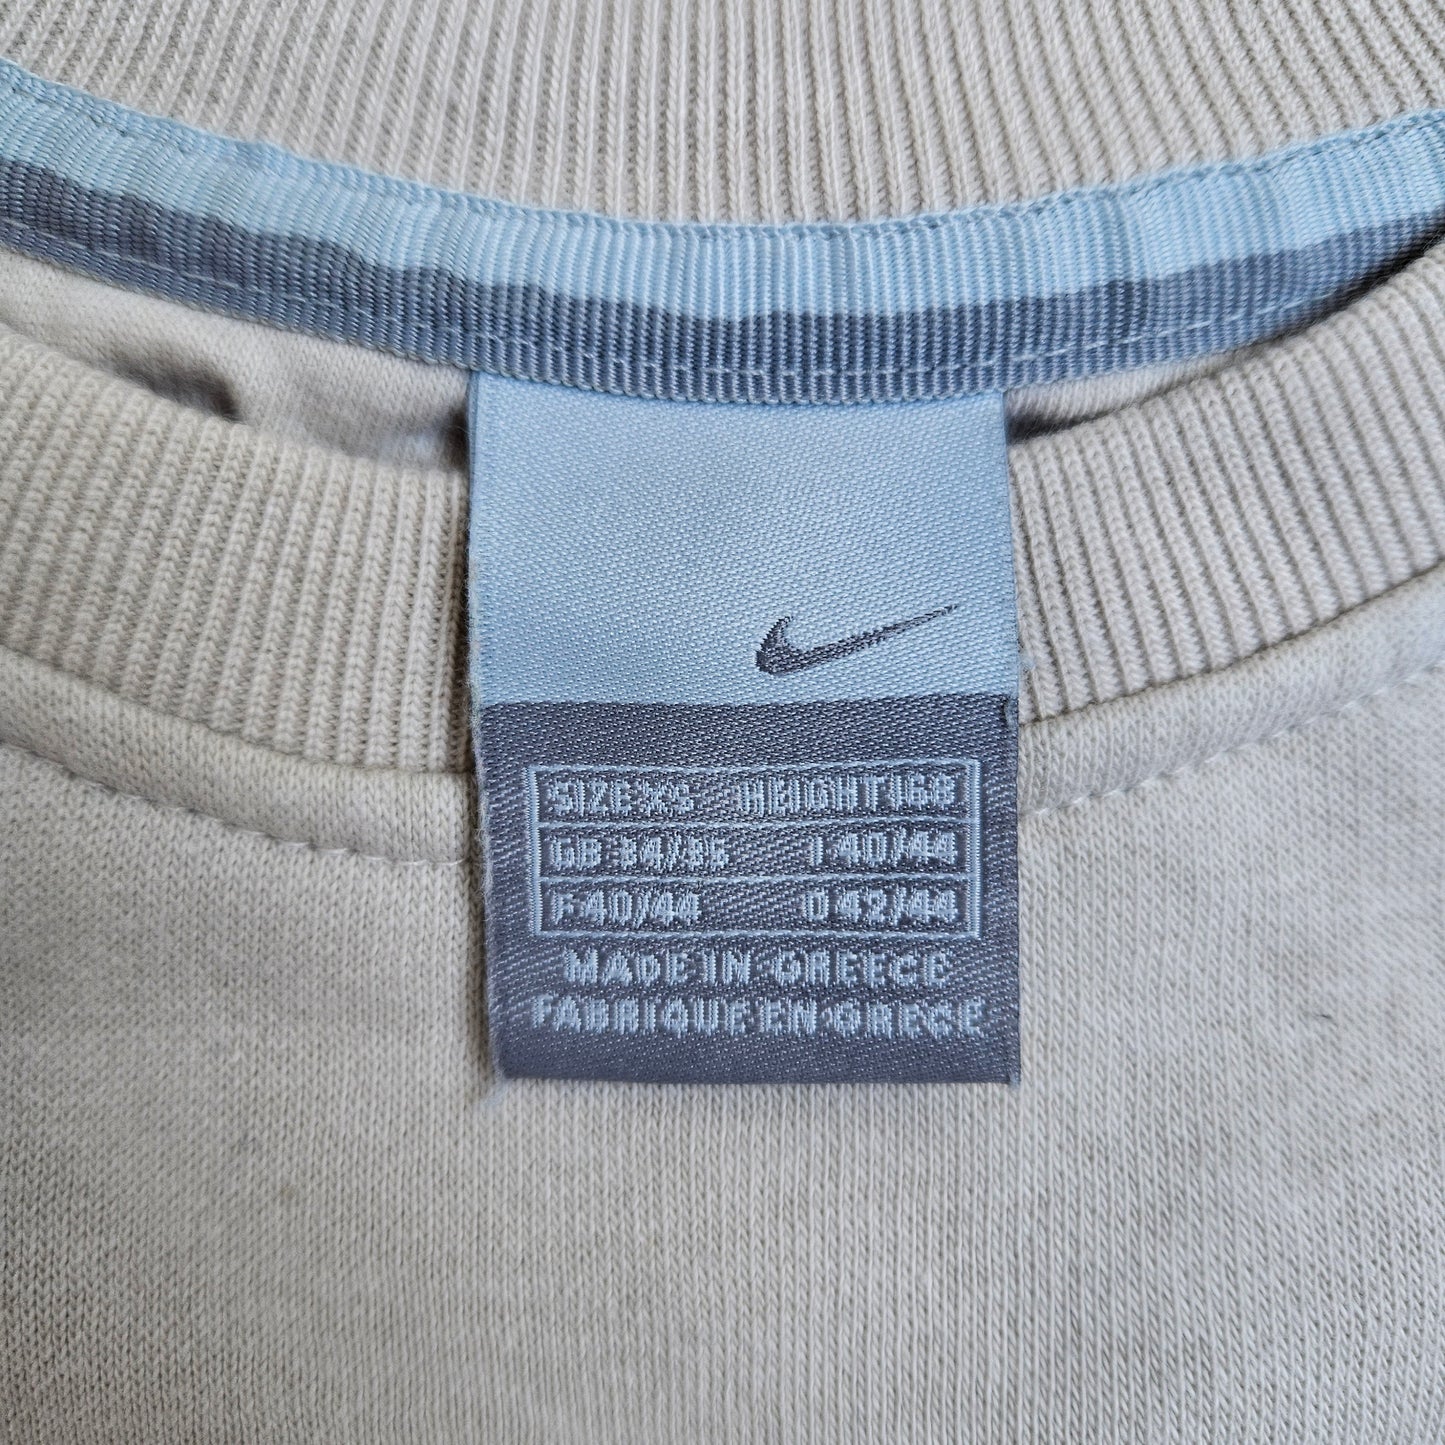 SIZE XS HEIGHT 168
GB 34/36 I 40/44
F 40/44 D 42/44
MADE IN GREECE
FABRIQUE EN GRECE